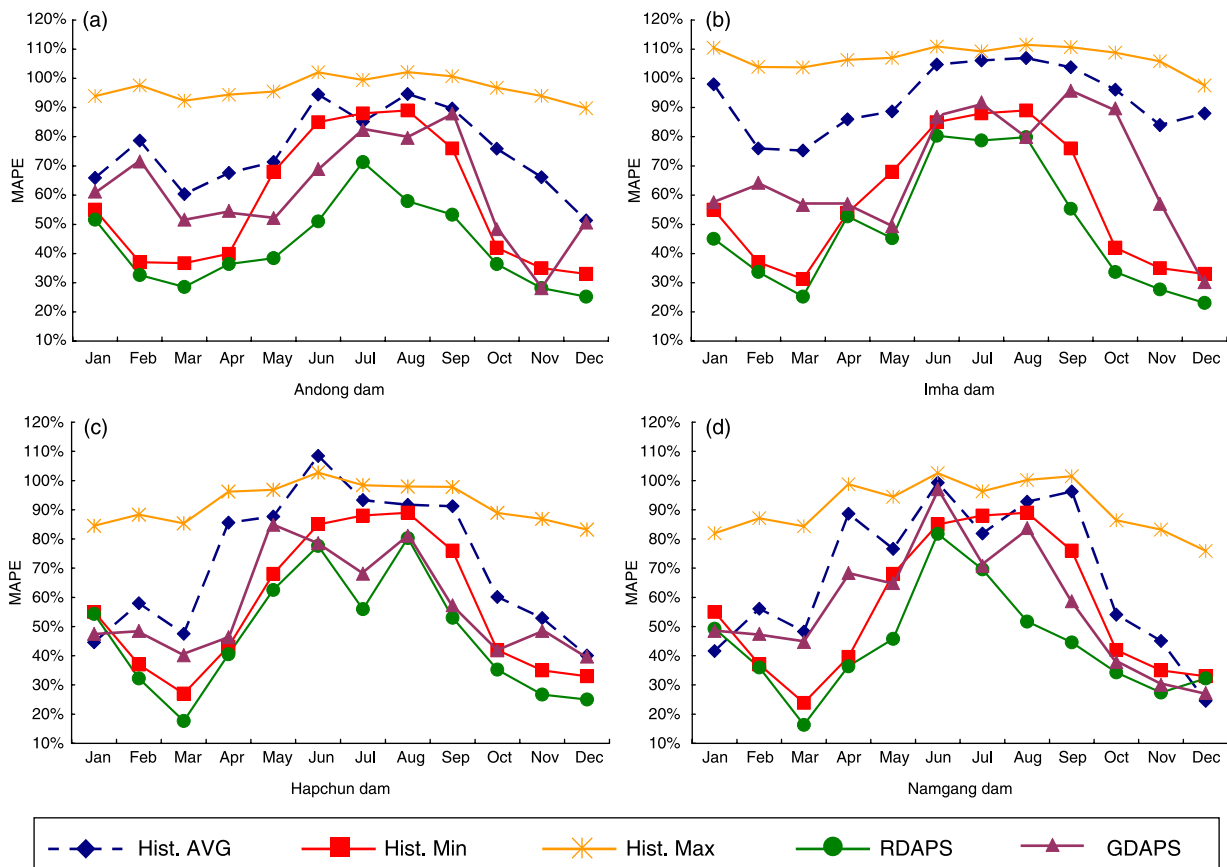 (a)
120%
110%
100%
90%
80%
70%
60%
50%
40%
30%
20%
10%
MAPE
Jan Feb Mar Apr May Jun Jul Aug Sep Oct Nov Dec
Andong dam
(b)
120%
110%
100%
90%
80%
70%
60%
50%
40%
30%
20%
10%
MAPE
Jan Feb Mar Apr May Jun Jul Aug Sep Oct Nov Dec
Imha dam
(c)
120%
110%
100%
90%
80%
70%
60%
50%
40%
30%
20%
10%
MAPE
Jan Feb Mar Apr May Jun Jul Aug Sep Oct Nov Dec
Hapchun dam
(d)
120%
110%
100%
90%
80%
70%
60%
50%
40%
30%
20%
10%
MAPE
Jan Feb Mar Apr May Jun Jul Aug Sep Oct Nov Dec
Namgang dam
Hist. AVG Hist. Min Hist. Max RDAPS GDAPS